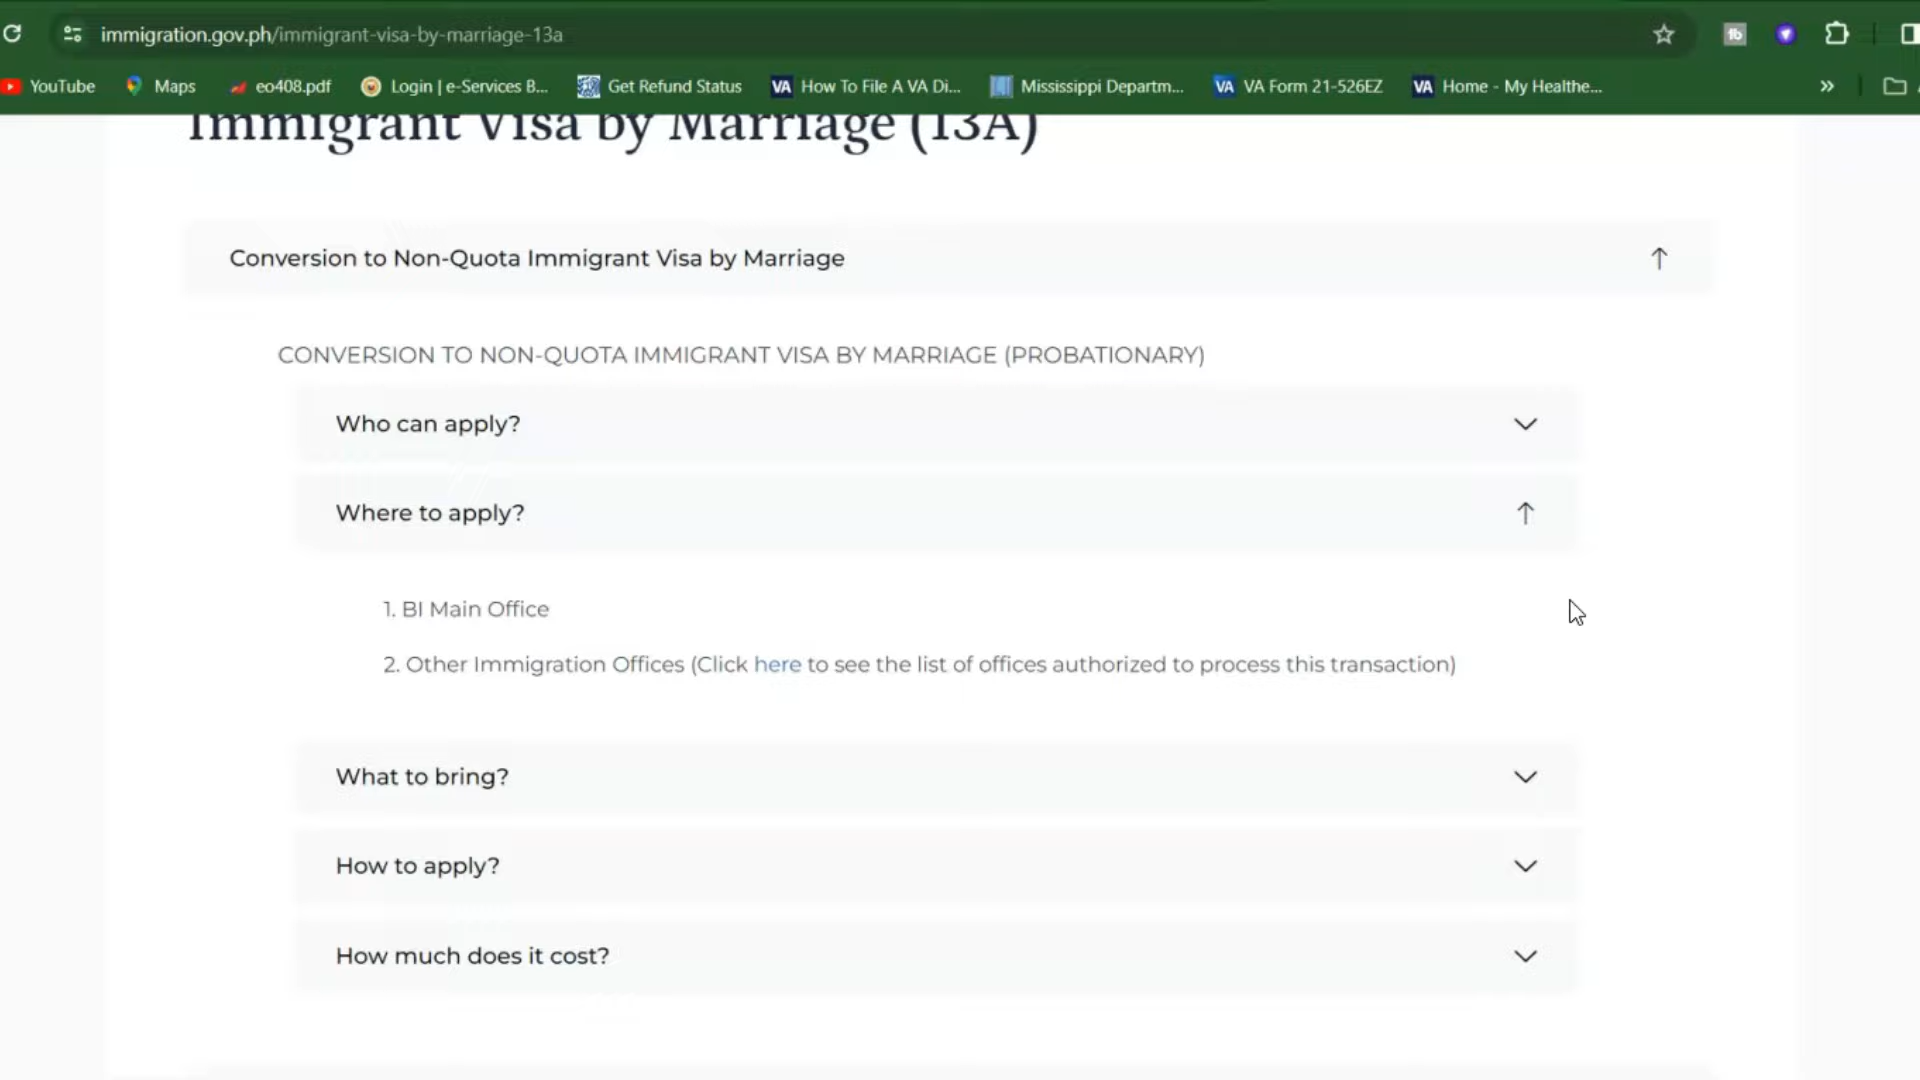 immigration.gov.ph/immigrant-visa-by-marriage-13a
YouTube Maps eo408.pdf Login | e-Services B... Get Refund Status VA How To File A VA Di... Mississippi Departm... VA VA Form 21-526EZ VA Home - My Healthe... »
Immigrant Visa by Marriage (13A)
Conversion to Non-Quota Immigrant Visa by Marriage
CONVERSION TO NON-QUOTA IMMIGRANT VISA BY MARRIAGE (PROBATIONARY)
Who can apply?
Where to apply?
1. BI Main Office
2. Other Immigration Offices (Click here to see the list of offices authorized to process this transaction)
What to bring?
How to apply?
How much does it cost?